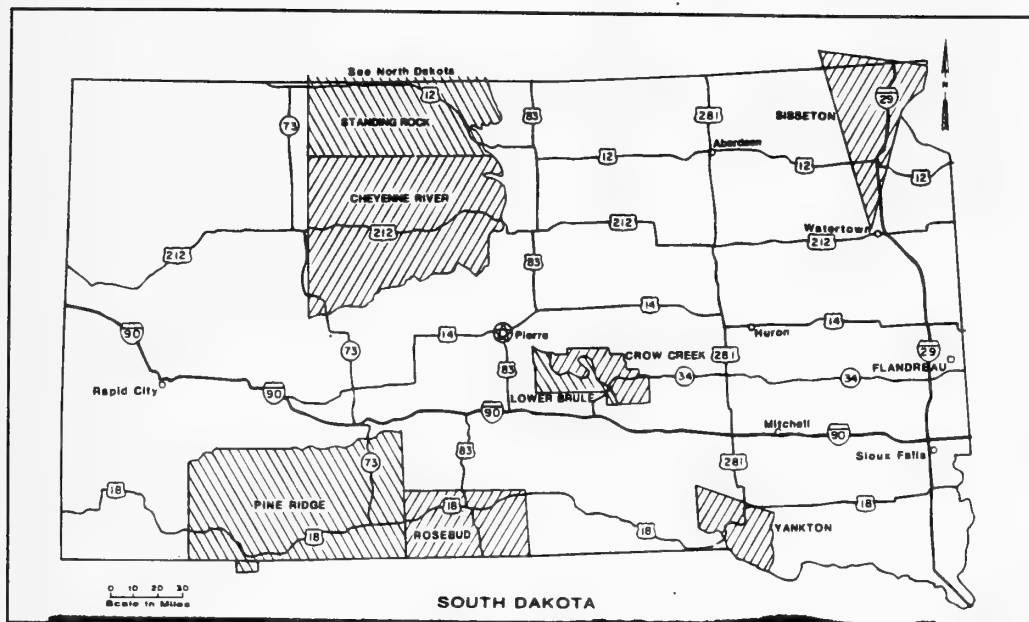 See North Dakota
12
83
281
29
N
73
STANDING ROCK
SISSETON
Aberdeen
12
12
12
CHEYENNE RIVER
212
212
212
Watertown
212
83
14
14
Huron
14
90
73
14
Pierre
83
CROW CREEK
281
29
FLANDREAU
Rapid City
90
34
34
LOWER BRULE
90
Mitchell
90
83
73
281
Sioux Falls
18
PINE RIDGE
18
18
18
18
ROSEBUD
18
YANKTON
0 10 20 30
Scale in Miles
SOUTH DAKOTA